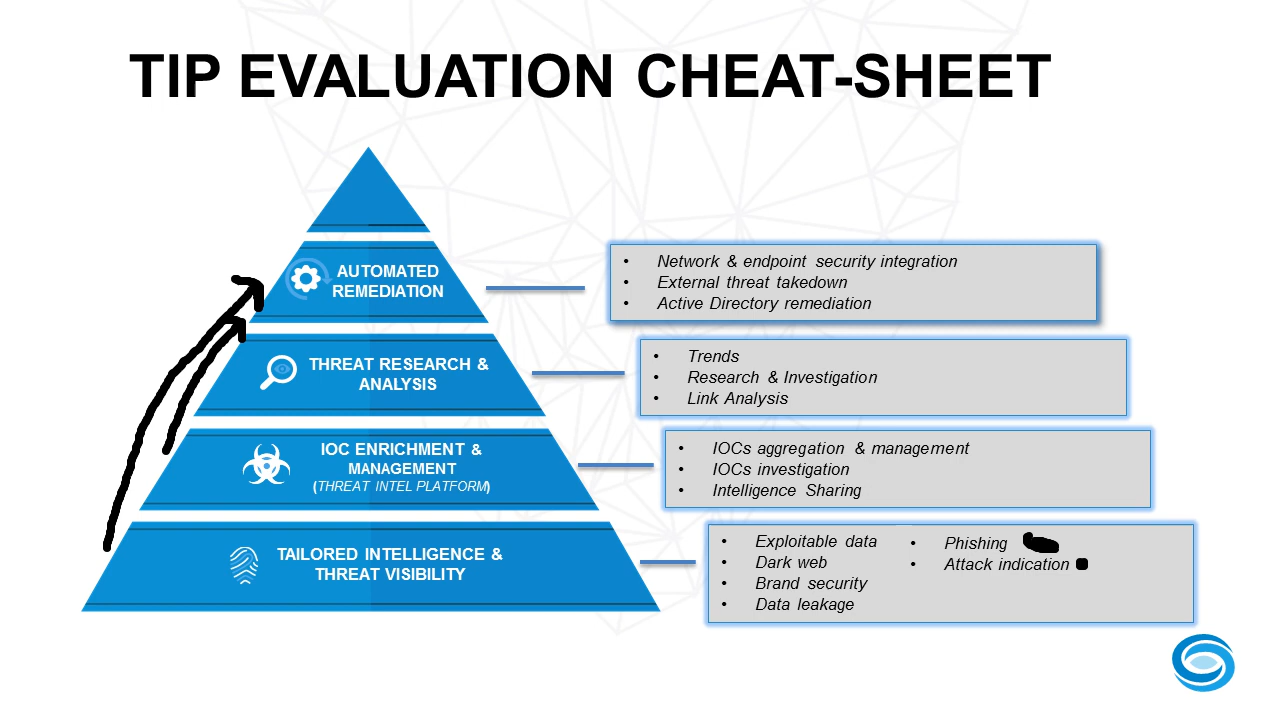 TIP EVALUATION CHEAT-SHEET
AUTOMATED
REMEDIATION
• Network & endpoint security integration
• External threat takedown
• Active Directory remediation
THREAT RESEARCH &
ANALYSIS
• Trends
• Research & Investigation
• Link Analysis
IOC ENRICHMENT &
MANAGEMENT
(THREAT INTEL PLATFORM)
• IOCs aggregation & management
• IOCs investigation
• Intelligence Sharing
TAILORED INTELLIGENCE &
THREAT VISIBILITY
• Exploitable data
• Dark web
• Brand security
• Data leakage
• Phishing
• Attack indication